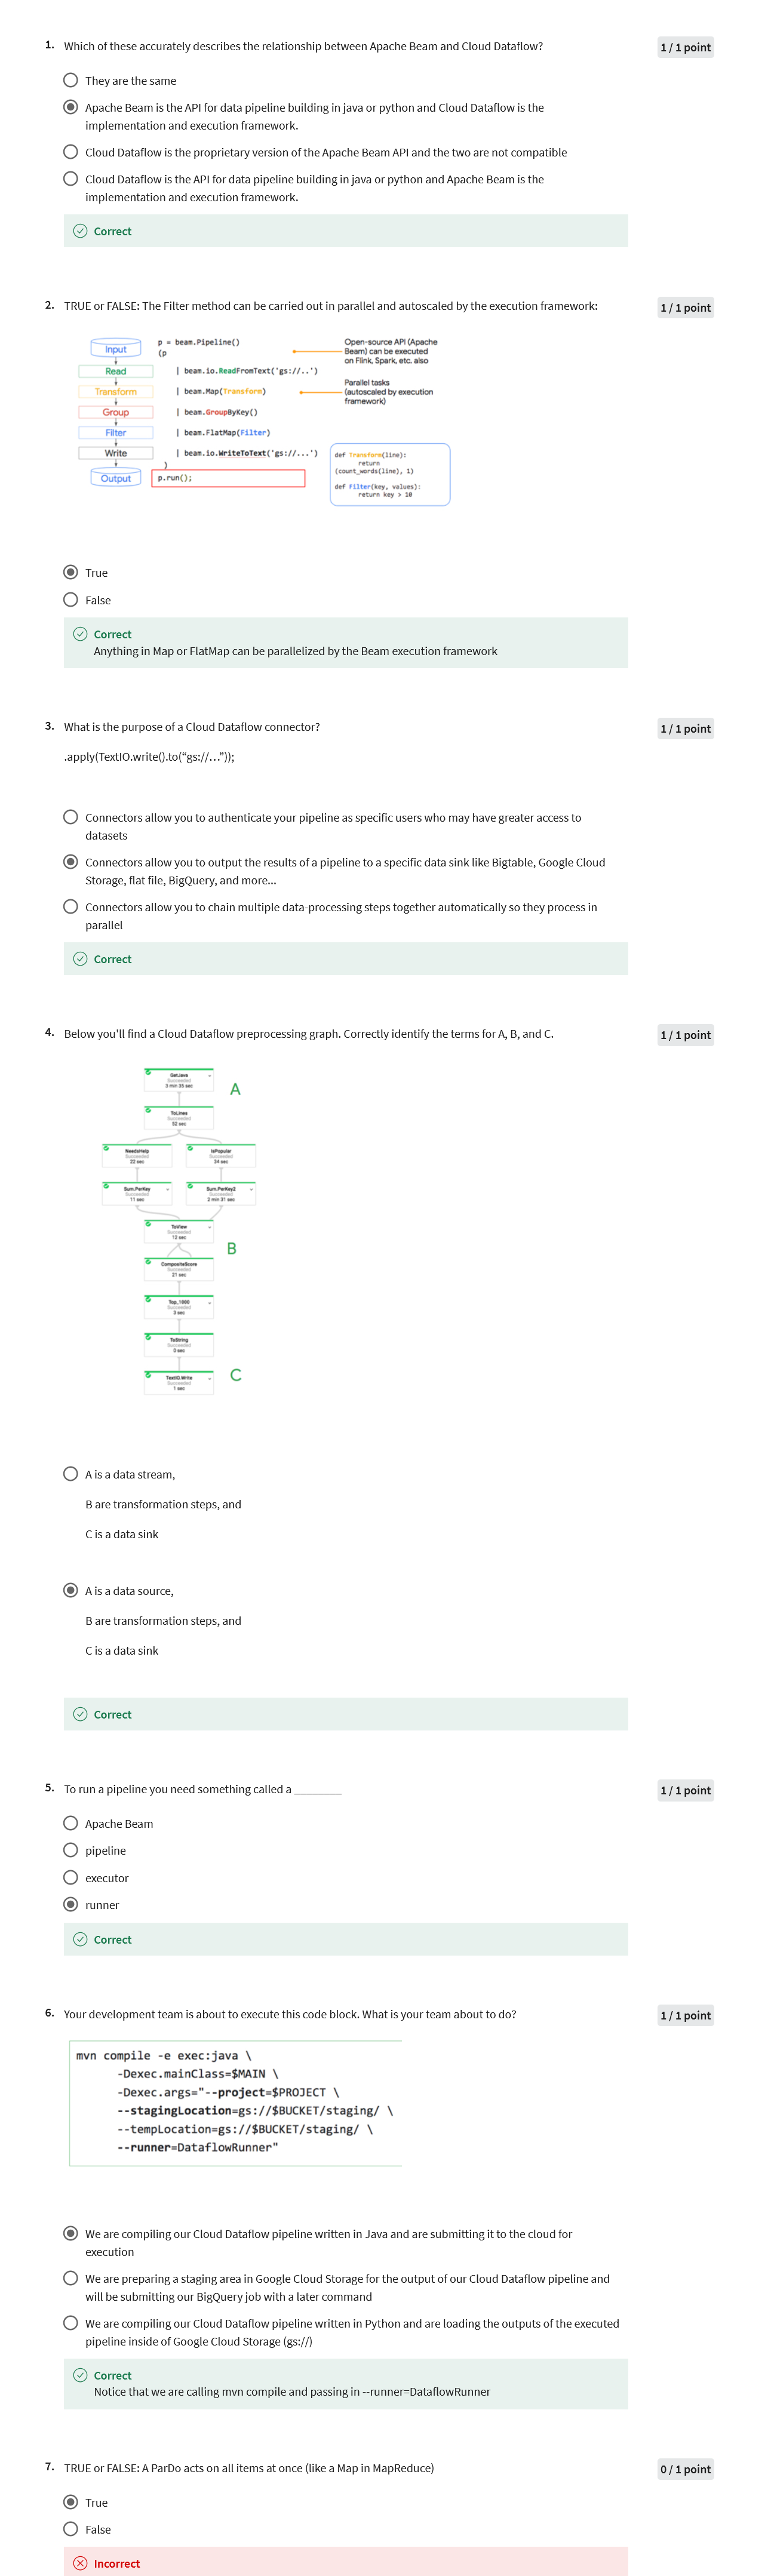 1. Which of these accurately describes the relationship between Apache Beam and Cloud Dataflow?
1 / 1 point
They are the same
Apache Beam is the API for data pipeline building in java or python and Cloud Dataflow is the
implementation and execution framework.
Cloud Dataflow is the proprietary version of the Apache Beam API and the two are not compatible
Cloud Dataflow is the API for data pipeline building in java or python and Apache Beam is the
implementation and execution framework.
Correct
2. TRUE or FALSE: The Filter method can be carried out in parallel and autoscaled by the execution framework:
1 / 1 point
Input
Read
Transform
Group
Filter
Write
Output
p = beam.Pipeline()
(p
| beam.io.ReadFromText('gs://..')
| beam.Map(Transform)
| beam.GroupByKey()
| beam.FlatMap(Filter)
| beam.io.WriteToText('gs://...')
)
p.run();
Open-source API (Apache
Beam) can be executed
on Flink, Spark, etc. also
Parallel tasks
(autoscaled by execution
framework)
def Transform(line):
return
(count_words(line), 1)
def Filter(key, values):
return key > 10
True
False
Correct
Anything in Map or FlatMap can be parallelized by the Beam execution framework
3. What is the purpose of a Cloud Dataflow connector?
1 / 1 point
.apply(TextIO.write().to(“gs://…”));
Connectors allow you to authenticate your pipeline as specific users who may have greater access to
datasets
Connectors allow you to output the results of a pipeline to a specific data sink like Bigtable, Google Cloud
Storage, flat file, BigQuery, and more...
Connectors allow you to chain multiple data-processing steps together automatically so they process in
parallel
Correct
4. Below you'll find a Cloud Dataflow preprocessing graph. Correctly identify the terms for A, B, and C.
1 / 1 point
GetJava
Succeeded
3 min 35 sec
A
ToLines
Succeeded
52 sec
NeedsHelp
Succeeded
22 sec
IsPopular
Succeeded
34 sec
Sum.PerKey
Succeeded
11 sec
Sum.PerKey2
Succeeded
2 min 31 sec
ToView
Succeeded
12 sec
B
CompositeScore
Succeeded
21 sec
Top_1000
Succeeded
3 sec
ToString
Succeeded
0 sec
TextIO.Write
Succeeded
1 sec
C
A is a data stream,
B are transformation steps, and
C is a data sink
A is a data source,
B are transformation steps, and
C is a data sink
Correct
5. To run a pipeline you need something called a ________
1 / 1 point
Apache Beam
pipeline
executor
runner
Correct
6. Your development team is about to execute this code block. What is your team about to do?
1 / 1 point
mvn compile -e exec:java \
-Dexec.mainClass=$MAIN \
-Dexec.args="--project=$PROJECT \
--stagingLocation=gs://$BUCKET/staging/ \
--tempLocation=gs://$BUCKET/staging/ \
--runner=DataflowRunner"
We are compiling our Cloud Dataflow pipeline written in Java and are submitting it to the cloud for
execution
We are preparing a staging area in Google Cloud Storage for the output of our Cloud Dataflow pipeline and
will be submitting our BigQuery job with a later command
We are compiling our Cloud Dataflow pipeline written in Python and are loading the outputs of the executed
pipeline inside of Google Cloud Storage (gs://)
Correct
Notice that we are calling mvn compile and passing in --runner=DataflowRunner
7. TRUE or FALSE: A ParDo acts on all items at once (like a Map in MapReduce)
0 / 1 point
True
False
Incorrect